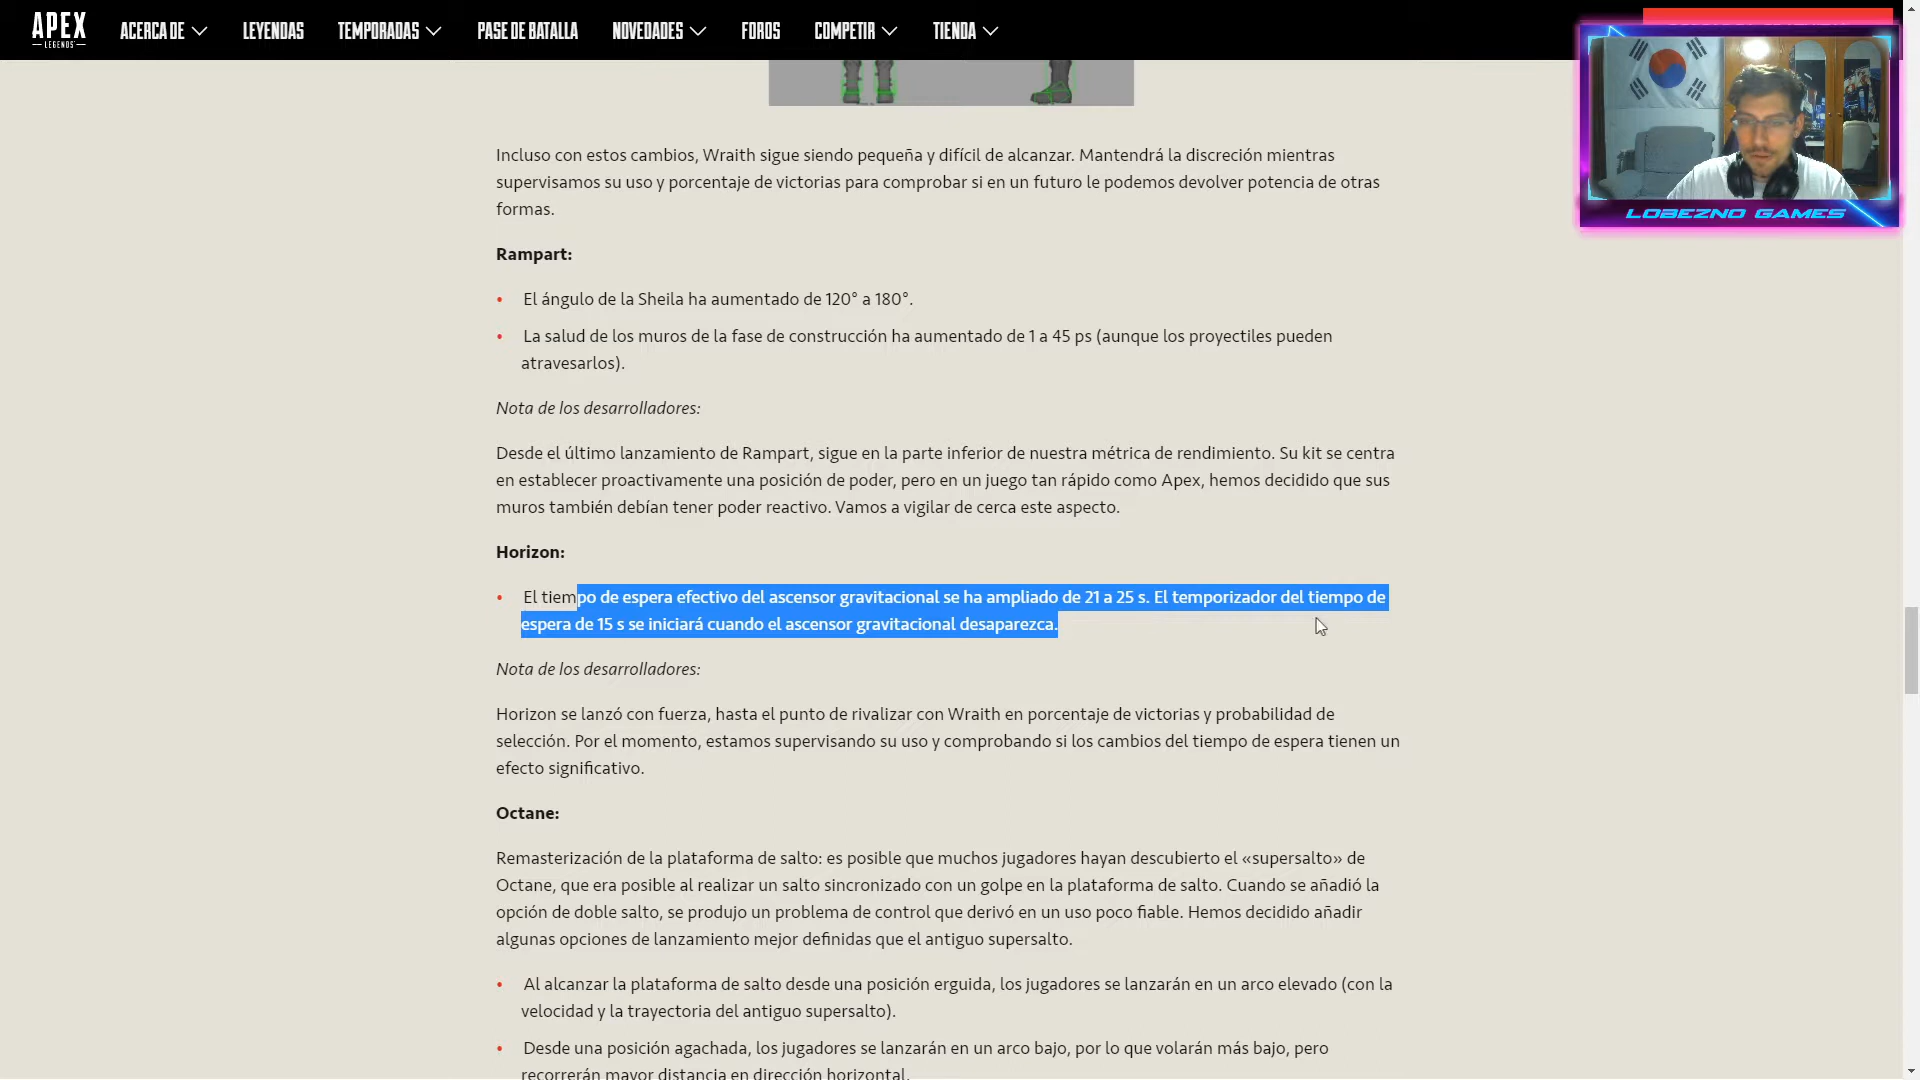 APEX
LEGENDS
ACERCA DE
LEYENDAS
TEMPORADAS
PASE DE BATALLA
NOVEDADES
FOROS
COMPETIR
TIENDA
LOBEZNO GAMES
Incluso con estos cambios, Wraith sigue siendo pequeña y difícil de alcanzar. Mantendrá la discreción mientras
supervisamos su uso y porcentaje de victorias para comprobar si en un futuro le podemos devolver potencia de otras
formas.
Rampart:
• El ángulo de la Sheila ha aumentado de 120° a 180°.
• La salud de los muros de la fase de construcción ha aumentado de 1 a 45 ps (aunque los proyectiles pueden
atravesarlos).
Nota de los desarrolladores:
Desde el último lanzamiento de Rampart, sigue en la parte inferior de nuestra métrica de rendimiento. Su kit se centra
en establecer proactivamente una posición de poder, pero en un juego tan rápido como Apex, hemos decidido que sus
muros también debían tener poder reactivo. Vamos a vigilar de cerca este aspecto.
Horizon:
• El tiempo de espera efectivo del ascensor gravitacional se ha ampliado de 21 a 25 s. El temporizador del tiempo de
espera de 15 s se iniciará cuando el ascensor gravitacional desaparezca.
Nota de los desarrolladores:
Horizon se lanzó con fuerza, hasta el punto de rivalizar con Wraith en porcentaje de victorias y probabilidad de
selección. Por el momento, estamos supervisando su uso y comprobando si los cambios del tiempo de espera tienen un
efecto significativo.
Octane:
Remasterización de la plataforma de salto: es posible que muchos jugadores hayan descubierto el «supersalto» de
Octane, que era posible al realizar un salto sincronizado con un golpe en la plataforma de salto. Cuando se añadió la
opción de doble salto, se produjo un problema de control que derivó en un uso poco fiable. Hemos decidido añadir
algunas opciones de lanzamiento mejor definidas que el antiguo supersalto.
• Al alcanzar la plataforma de salto desde una posición erguida, los jugadores se lanzarán en un arco elevado (con la
velocidad y la trayectoria del antiguo supersalto).
• Desde una posición agachada, los jugadores se lanzarán en un arco bajo, por lo que volarán más bajo, pero
recorrerán mayor distancia en dirección horizontal.